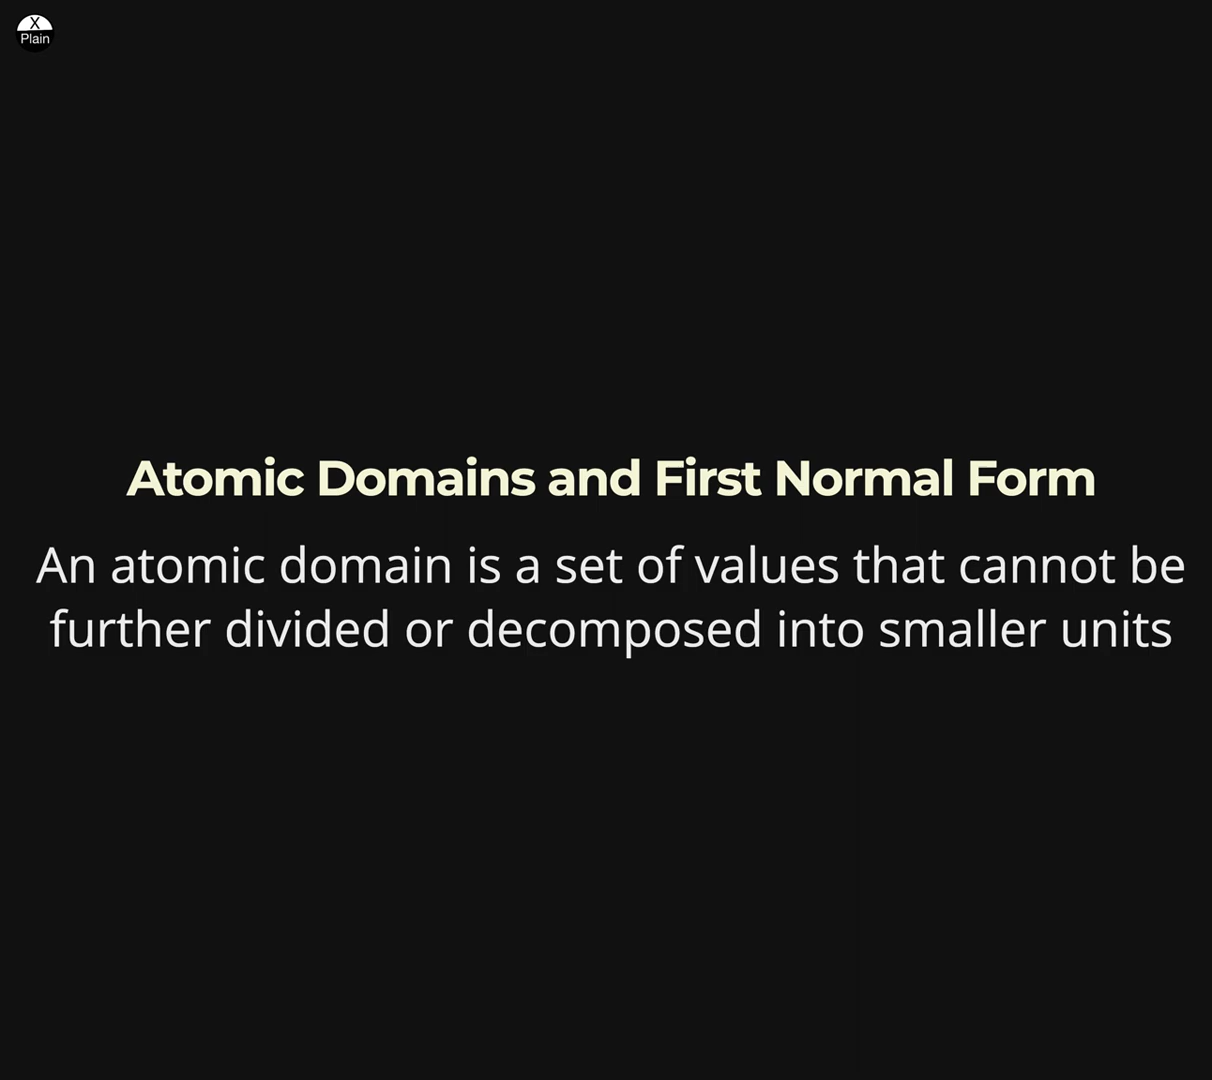 X
Plain
Atomic Domains and First Normal Form
An atomic domain is a set of values that cannot be
further divided or decomposed into smaller units